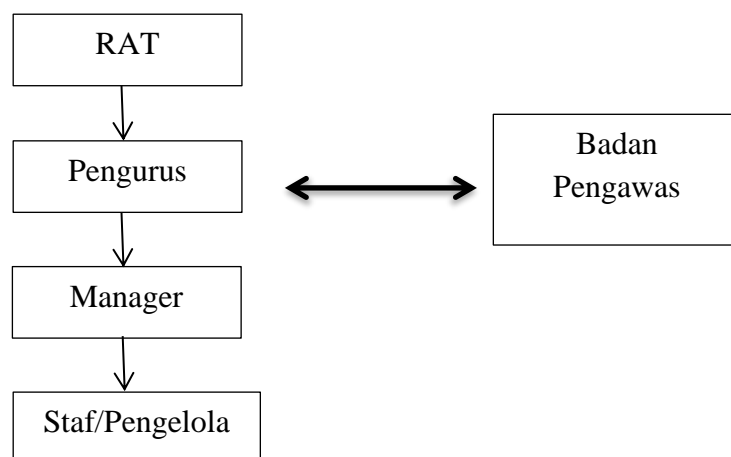 RAT
Pengurus
Badan
Pengawas
Manager
Staf/Pengelola